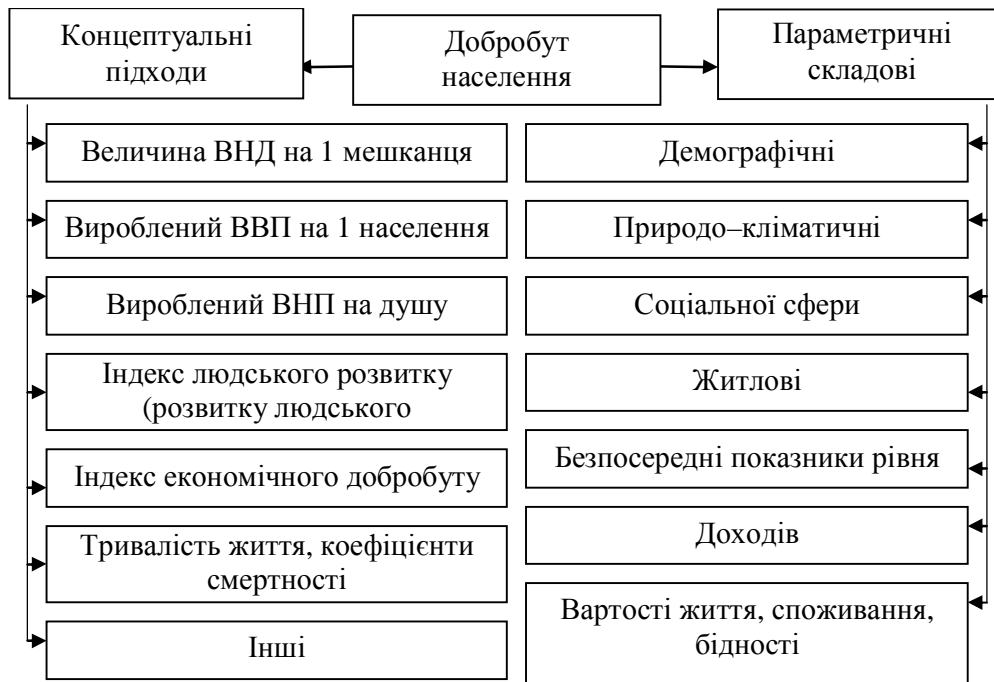 Концептуальні
підходи
Добробут
населення
Параметричні
складові
Величина ВНД на 1 мешканця
Вироблений ВВП на 1 населення
Вироблений ВНП на душу
Індекс людського розвитку
(розвитку людського
Індекс економічного добробуту
Тривалість життя, коефіцієнти
смертності
Інші
Демографічні
Природо–кліматичні
Соціальної сфери
Житлові
Безпосередні показники рівня
Доходів
Вартості життя, споживання,
бідності